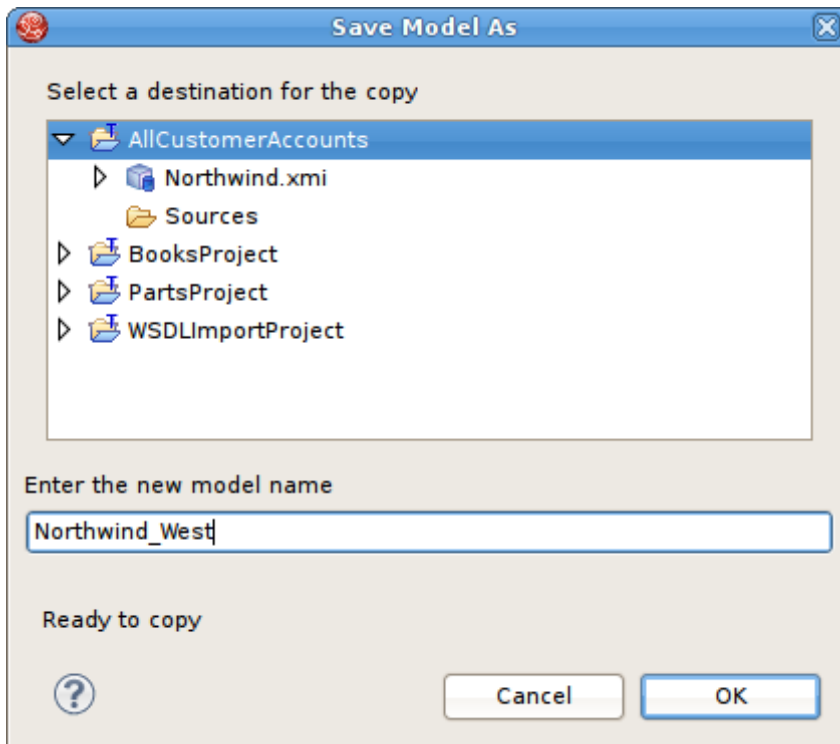 Save Model As
Select a destination for the copy
AllCustomerAccounts
Northwind.xmi
Sources
BooksProject
PartsProject
WSDLImportProject
Enter the new model name
Northwind_West
Ready to copy
? Cancel OK